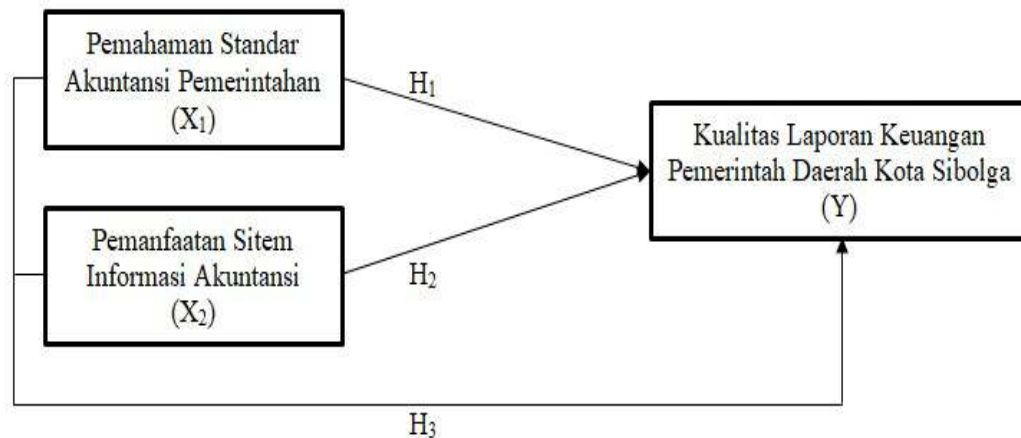 Pemahaman Standar
Akuntansi Pemerintahan
(X₁)
H₁
Kualitas Laporan Keuangan
Pemerintah Daerah Kota Sibolga
(Y)
Pemanfaatan Sitem
Informasi Akuntansi
(X₂)
H₂
H₃